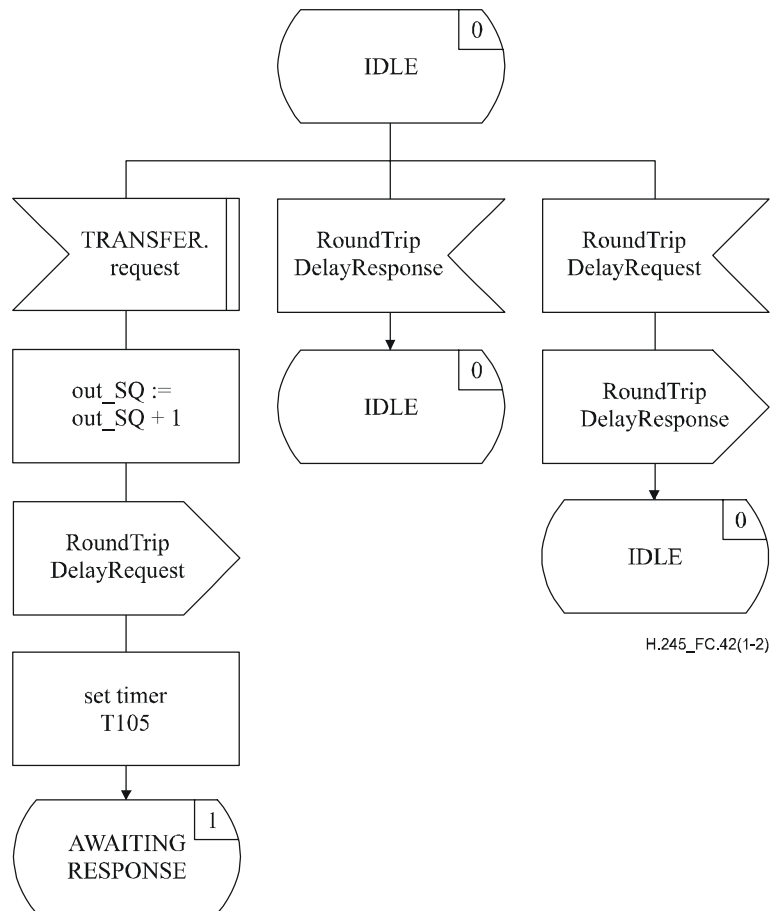 0
IDLE
TRANSFER.
request
RoundTrip
DelayResponse
RoundTrip
DelayRequest
out_SQ :=
out_SQ + 1
0
IDLE
RoundTrip
DelayResponse
RoundTrip
DelayRequest
0
IDLE
H.245_FC.42(1-2)
set timer
T105
1
AWAITING
RESPONSE